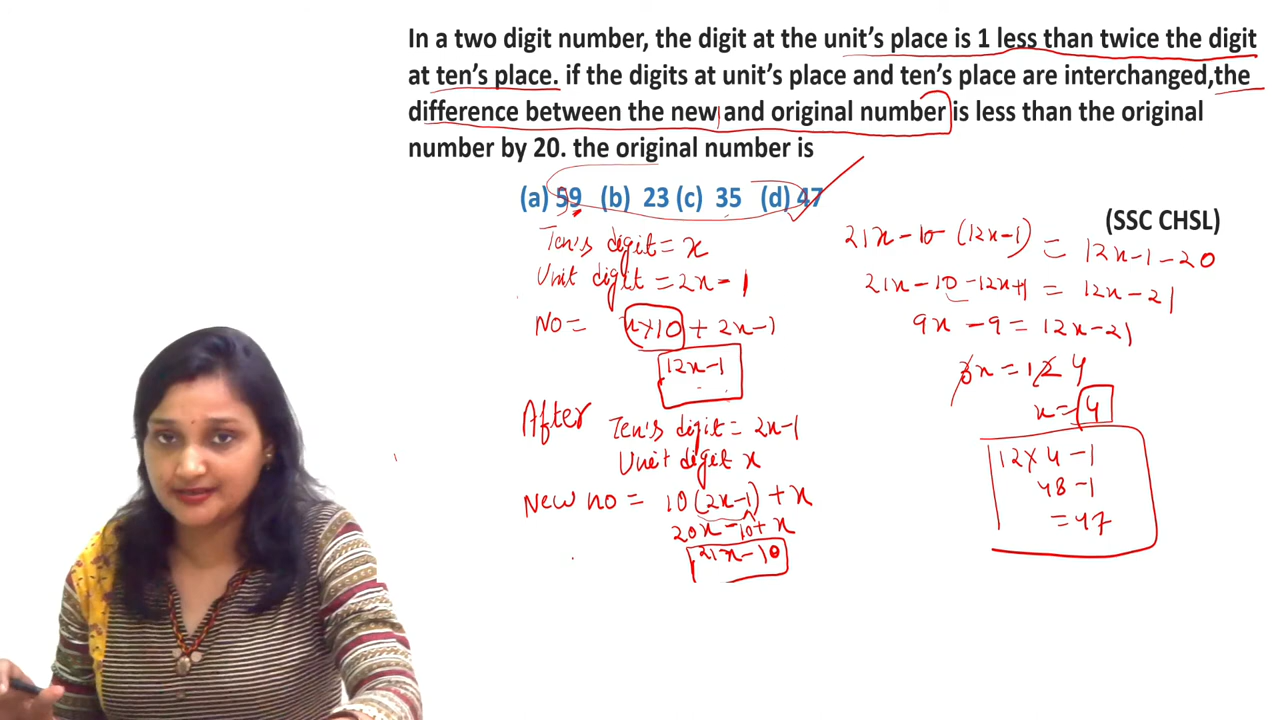 In a two digit number, the digit at the unit's place is 1 less than twice the digit
at ten's place. if the digits at unit's place and ten's place are interchanged,the
difference between the new and original number is less than the original
number by 20. the original number is
(a) 59 (b) 23 (c) 35 (d) 47
(SSC CHSL)
Ten's digit = x
Unit digit = 2x - 1
No = x×10 + 2x-1
12x-1
After
Ten's digit = 2x-1
Unit digit x
New no = 10(2x-1) + x
20x - 10 + x
21x-10
21x-10 - (12x-1) = 12x-1-20
21x-10-12x+1 = 12x-21
9x - 9 = 12x-21
3x = 12 4
x = 4
12×4-1
48-1
= 47